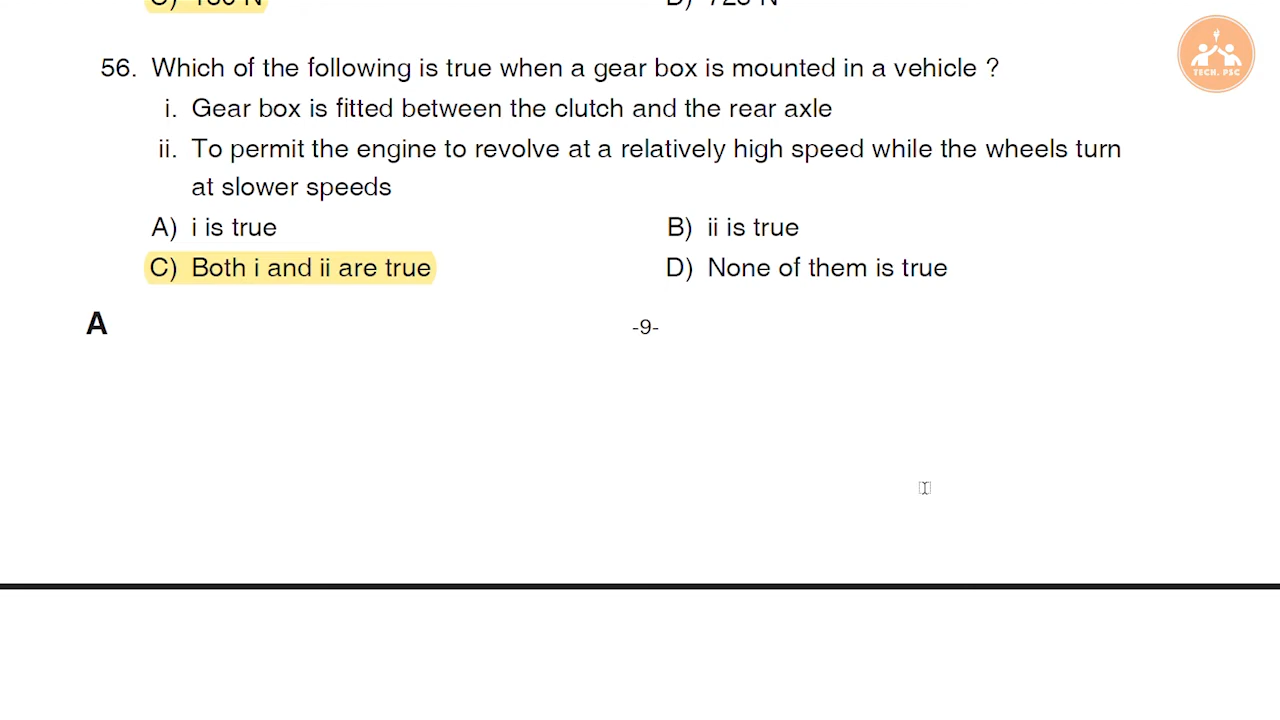 56. Which of the following is true when a gear box is mounted in a vehicle ?
TECH. PSC
i. Gear box is fitted between the clutch and the rear axle
ii. To permit the engine to revolve at a relatively high speed while the wheels turn
at slower speeds
A) i is true
B) ii is true
C) Both i and ii are true
D) None of them is true
A
-9-